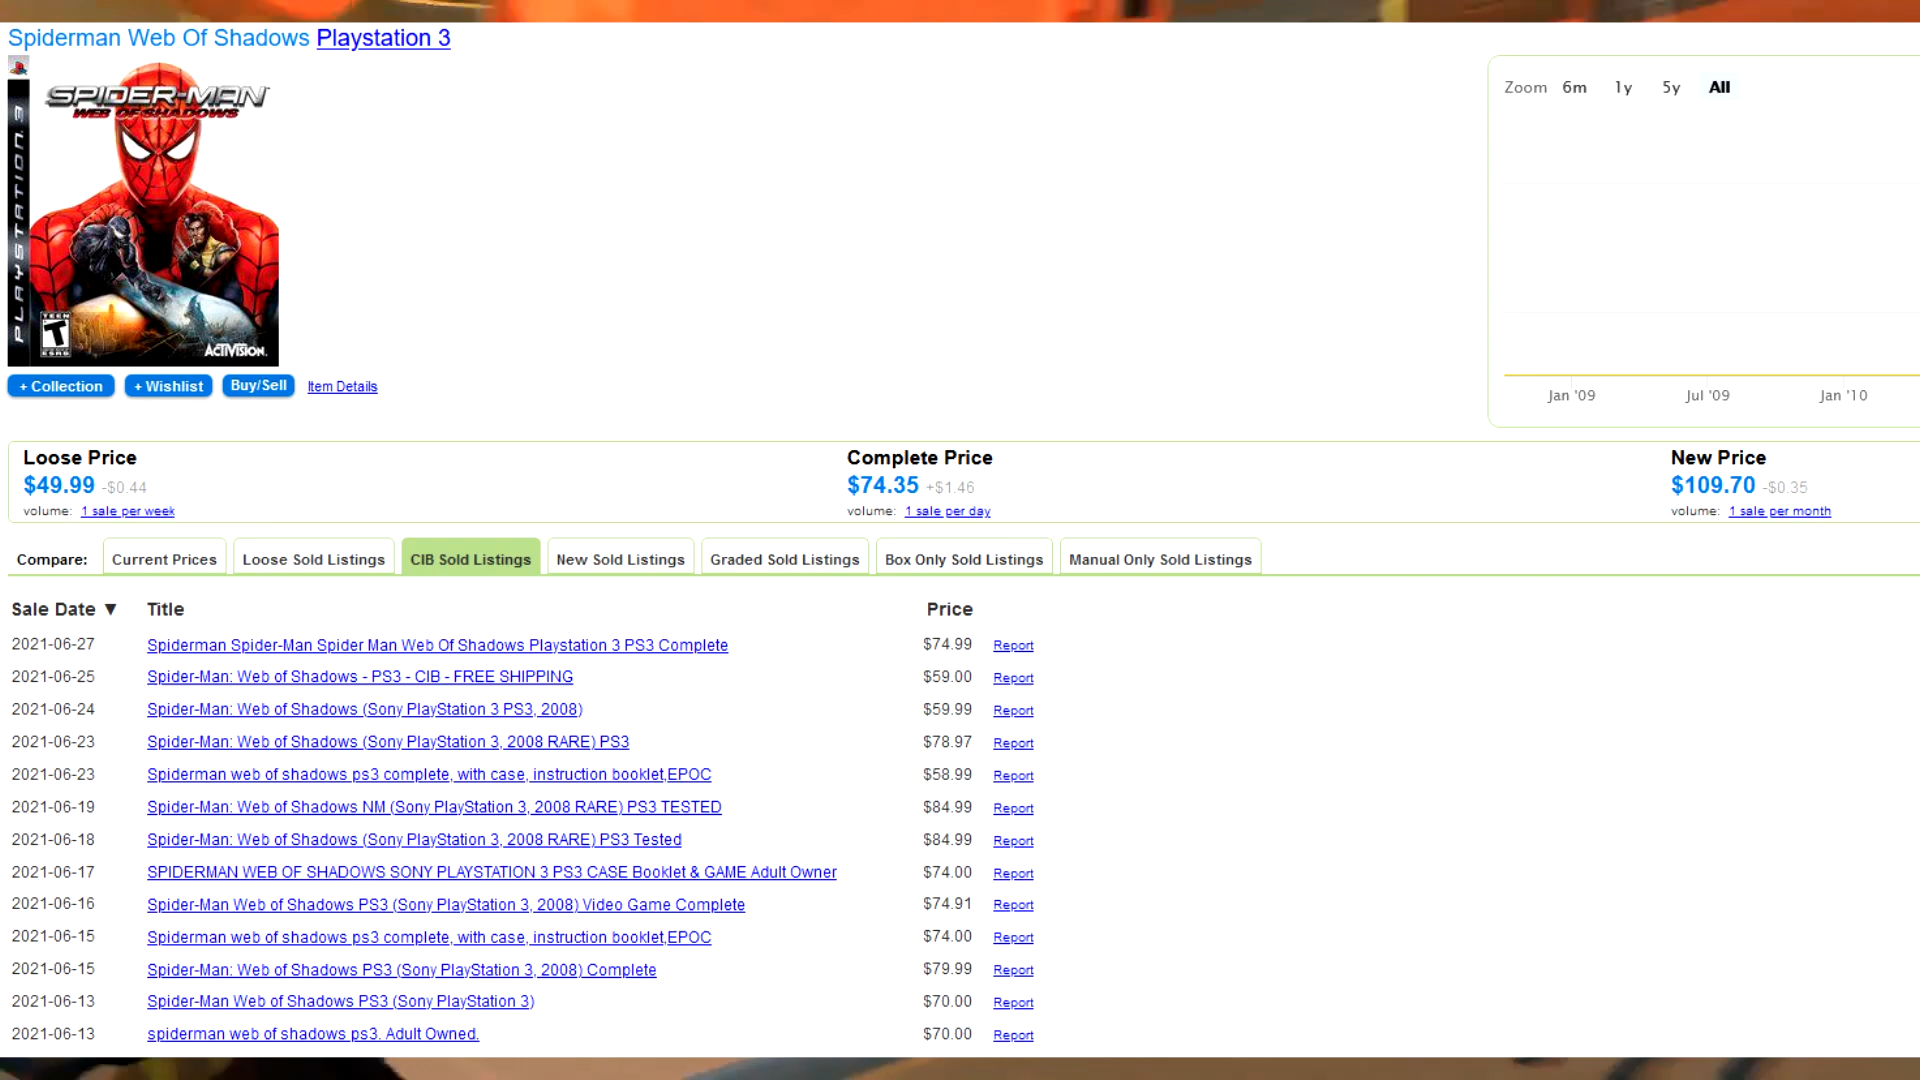 Spiderman Web Of Shadows Playstation 3
PLAYSTATION 3
SPIDER-MAN
WEB OF SHADOWS
TEEN
T
ESRB
ACTIVISION.
+ Collection + Wishlist Buy/Sell Item Details
Zoom 6m 1y 5y All
Jan '09 Jul '09 Jan '10
Loose Price Complete Price New Price
$49.99 -$0.44 $74.35 +$1.46 $109.70 -$0.35
volume: 1 sale per week volume: 1 sale per day volume: 1 sale per month
Compare: Current Prices Loose Sold Listings CIB Sold Listings New Sold Listings Graded Sold Listings Box Only Sold Listings Manual Only Sold Listings
Sale Date ▼ Title Price
2021-06-27 Spiderman Spider-Man Spider Man Web Of Shadows Playstation 3 PS3 Complete $74.99 Report
2021-06-25 Spider-Man: Web of Shadows - PS3 - CIB - FREE SHIPPING $59.00 Report
2021-06-24 Spider-Man: Web of Shadows (Sony PlayStation 3 PS3, 2008) $59.99 Report
2021-06-23 Spider-Man: Web of Shadows (Sony PlayStation 3, 2008 RARE) PS3 $78.97 Report
2021-06-23 Spiderman web of shadows ps3 complete, with case, instruction booklet,EPOC $58.99 Report
2021-06-19 Spider-Man: Web of Shadows NM (Sony PlayStation 3, 2008 RARE) PS3 TESTED $84.99 Report
2021-06-18 Spider-Man: Web of Shadows (Sony PlayStation 3, 2008 RARE) PS3 Tested $84.99 Report
2021-06-17 SPIDERMAN WEB OF SHADOWS SONY PLAYSTATION 3 PS3 CASE Booklet & GAME Adult Owner $74.00 Report
2021-06-16 Spider-Man Web of Shadows PS3 (Sony PlayStation 3, 2008) Video Game Complete $74.91 Report
2021-06-15 Spiderman web of shadows ps3 complete, with case, instruction booklet,EPOC $74.00 Report
2021-06-15 Spider-Man: Web of Shadows PS3 (Sony PlayStation 3, 2008) Complete $79.99 Report
2021-06-13 Spider-Man Web of Shadows PS3 (Sony PlayStation 3) $70.00 Report
2021-06-13 spiderman web of shadows ps3. Adult Owned. $70.00 Report